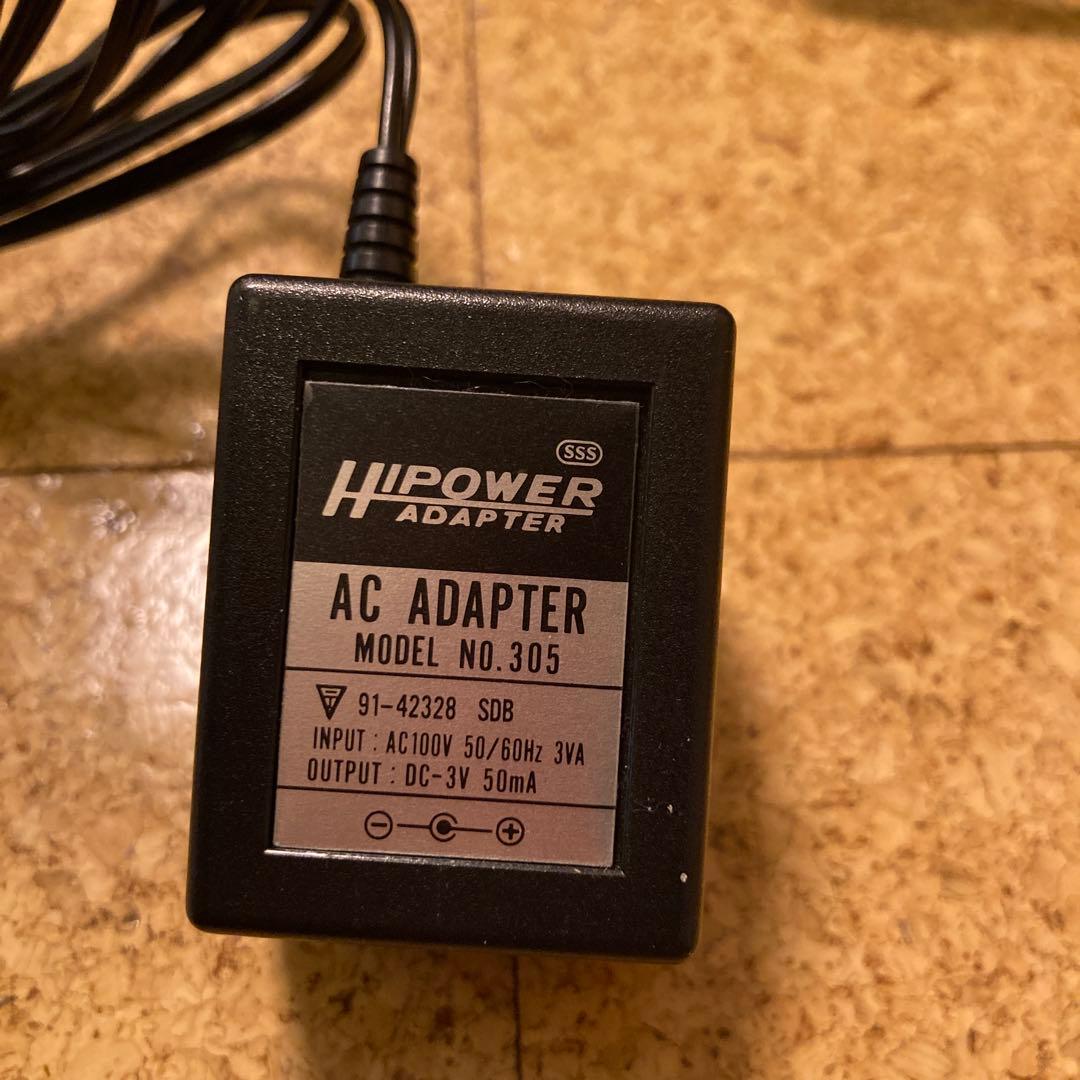 SSS
HIPOWER
ADAPTER
AC ADAPTER
MODEL NO.305
91-42328 SDB
INPUT : AC100V 50/60Hz 3VA
OUTPUT : DC-3V 50mA